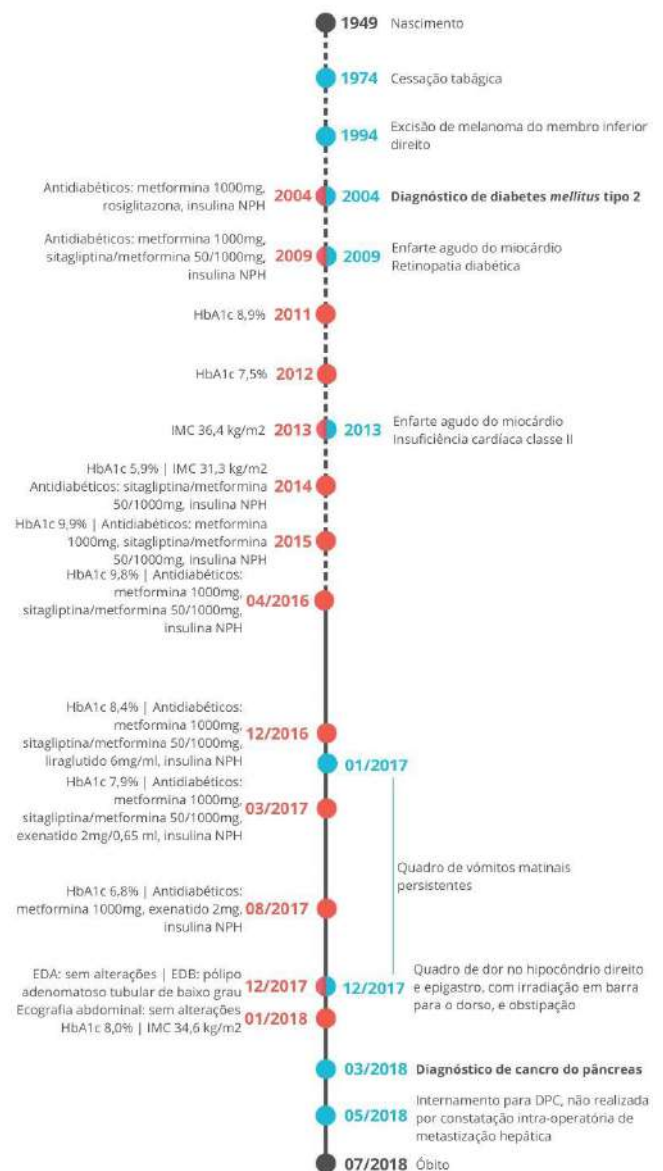 1949 Nascimento
1974 Cessação tabágica
1994 Excisão de melanoma do membro inferior
direito
Antidiabéticos: metformina 1000mg,
rosiglitazona, insulina NPH
2004
2004 Diagnóstico de diabetes mellitus tipo 2
Antidiabéticos: metformina 1000mg,
sitagliptina/metformina 50/1000mg,
insulina NPH
2009
2009 Enfarte agudo do miocárdio
Retinopatia diabética
HbA1c 8,9% 2011
HbA1c 7,5% 2012
IMC 36,4 kg/m2 2013
2013 Enfarte agudo do miocárdio
Insuficiência cardíaca classe II
HbA1c 5,9% | IMC 31,3 kg/m2
Antidiabéticos: sitagliptina/metformina
50/1000mg, insulina NPH
2014
HbA1c 9,9% | Antidiabéticos: metformina
1000mg, sitagliptina/metformina
50/1000mg, insulina NPH
2015
HbA1c 9,8% | Antidiabéticos:
metformina 1000mg,
sitagliptina/metformina 50/1000mg,
insulina NPH
04/2016
HbA1c 8,4% | Antidiabéticos:
metformina 1000mg,
sitagliptina/metformina 50/1000mg,
liraglutido 6mg/ml, insulina NPH
12/2016
01/2017
HbA1c 7,9% | Antidiabéticos:
metformina 1000mg,
sitagliptina/metformina 50/1000mg,
exenatido 2mg/0,65 ml, insulina NPH
03/2017
Quadro de vómitos matinais
persistentes
HbA1c 6,8% | Antidiabéticos:
metformina 1000mg, exenatido 2mg,
insulina NPH
08/2017
EDA: sem alterações | EDB: pólipo
adenomatoso tubular de baixo grau
12/2017
12/2017 Quadro de dor no hipocôndrio direito
e epigastro, com irradiação em barra
para o dorso, e obstipação
Ecografia abdominal: sem alterações
HbA1c 8,0% | IMC 34,6 kg/m2
01/2018
03/2018 Diagnóstico de cancro do pâncreas
05/2018 Internamento para DPC, não realizada
por constatação intra-operatória de
metastização hepática
07/2018 Óbito